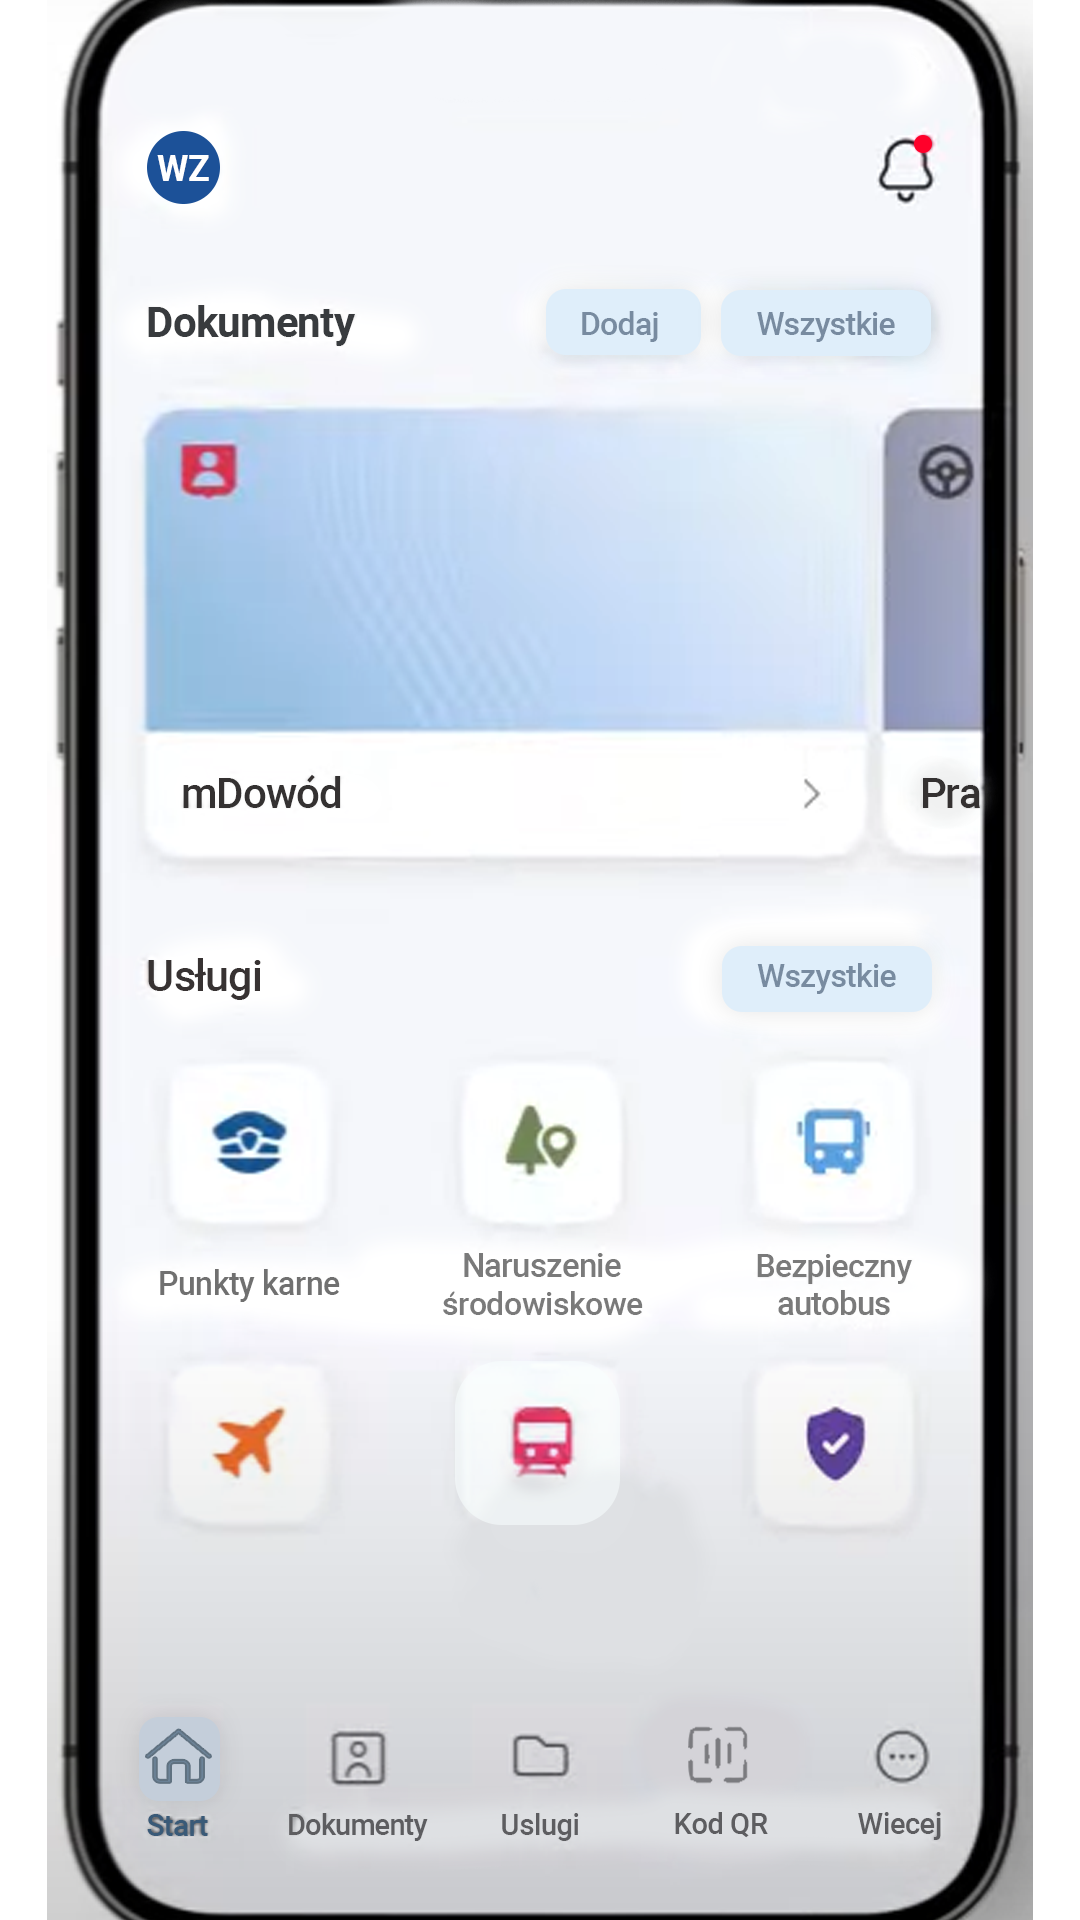 WZ
Dokumenty
Dodaj
Wszystkie
mDowód
Pra
Usługi
Wszystkie
Punkty karne
Naruszenie
środowiskowe
Bezpieczny
autobus
Start
Dokumenty
Uslugi
Kod QR
Wiecej